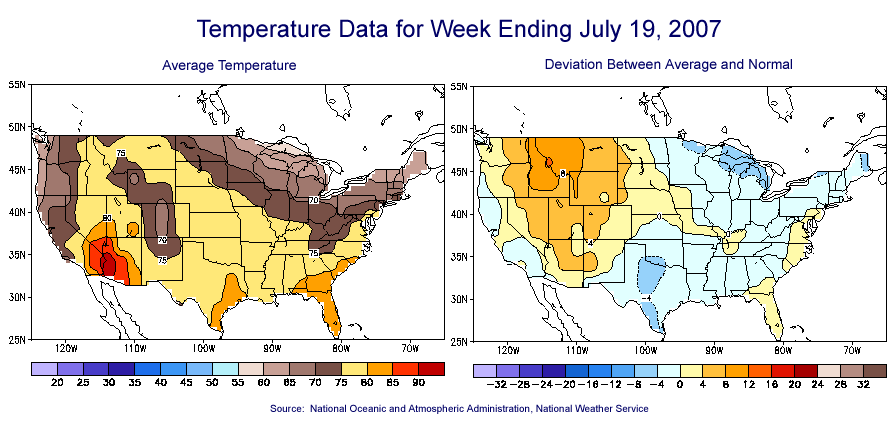 Temperature Data for Week Ending July 19, 2007
Average Temperature
Deviation Between Average and Normal
55N
50N
45N
40N
35N
30N
25N
120W 110W 100W 90W 80W 70W
75
80
70
75
70
75
20 25 30 35 40 45 50 55 60 65 70 75 80 85 90
55N
50N
45N
40N
35N
30N
25N
120W 110W 100W 90W 80W 70W
8
4
0
-4
-32 -28 -24 -20 -16 -12 -8 -4 0 4 8 12 16 20 24 28 32
Source: National Oceanic and Atmospheric Administration, National Weather Service